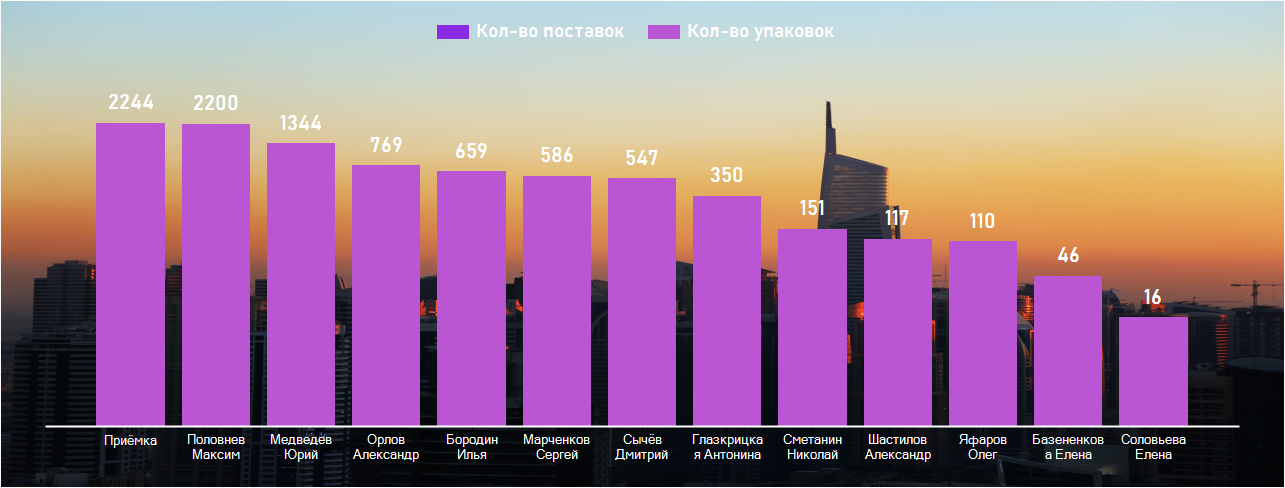 Кол-во поставок Кол-во упаковок
2244 2200 1344 769 659 586 547 350 151 117 110 46 16
Приёмка Половнев Медведев Орлов Бородин Марченков Сычёв Глазкрицка Сметанин Шастилов Яфаров Базененков Соловьева
Максим Юрий Александр Илья Сергей Дмитрий я Антонина Николай Александр Олег а Елена Елена